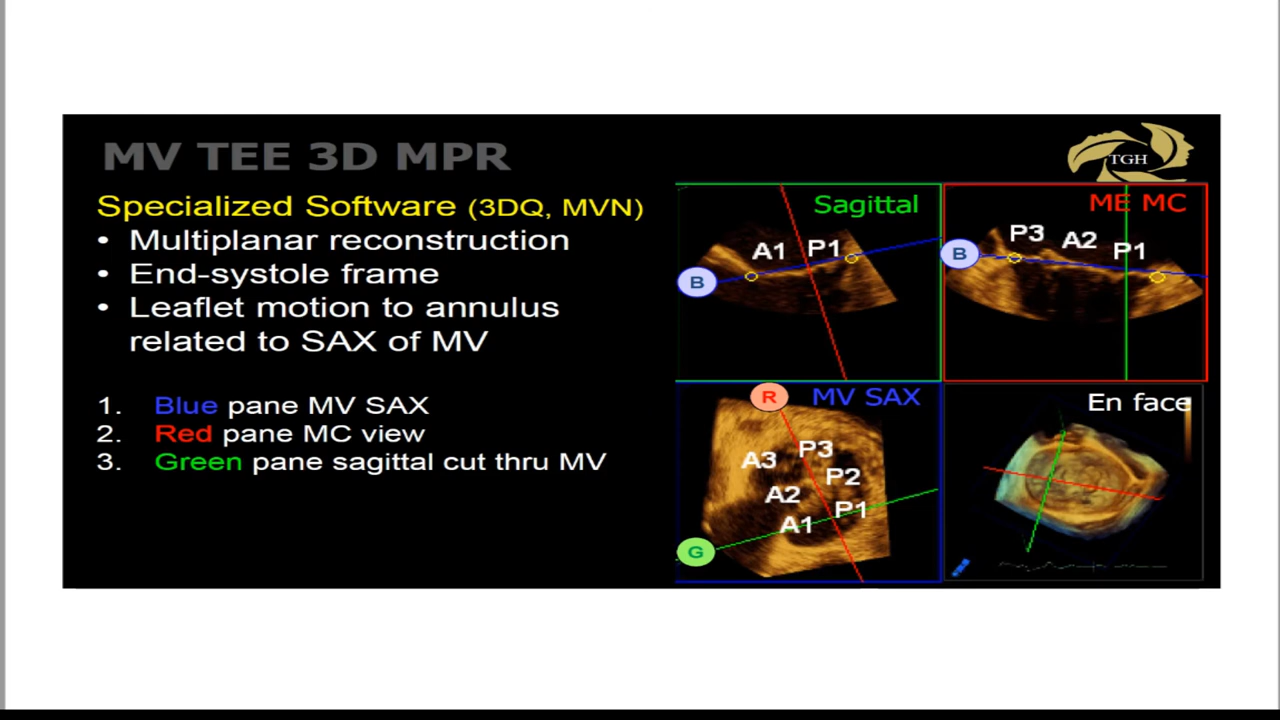 MV TEE 3D MPR
TGH
Specialized Software (3DQ, MVN)
• Multiplanar reconstruction
• End-systole frame
• Leaflet motion to annulus
related to SAX of MV
1. Blue pane MV SAX
2. Red pane MC view
3. Green pane sagittal cut thru MV
Sagittal
A1 P1
B
ME MC
P3 A2 P1
B
R MV SAX
A3 P3
A2 P2
A1 P1
G
En face